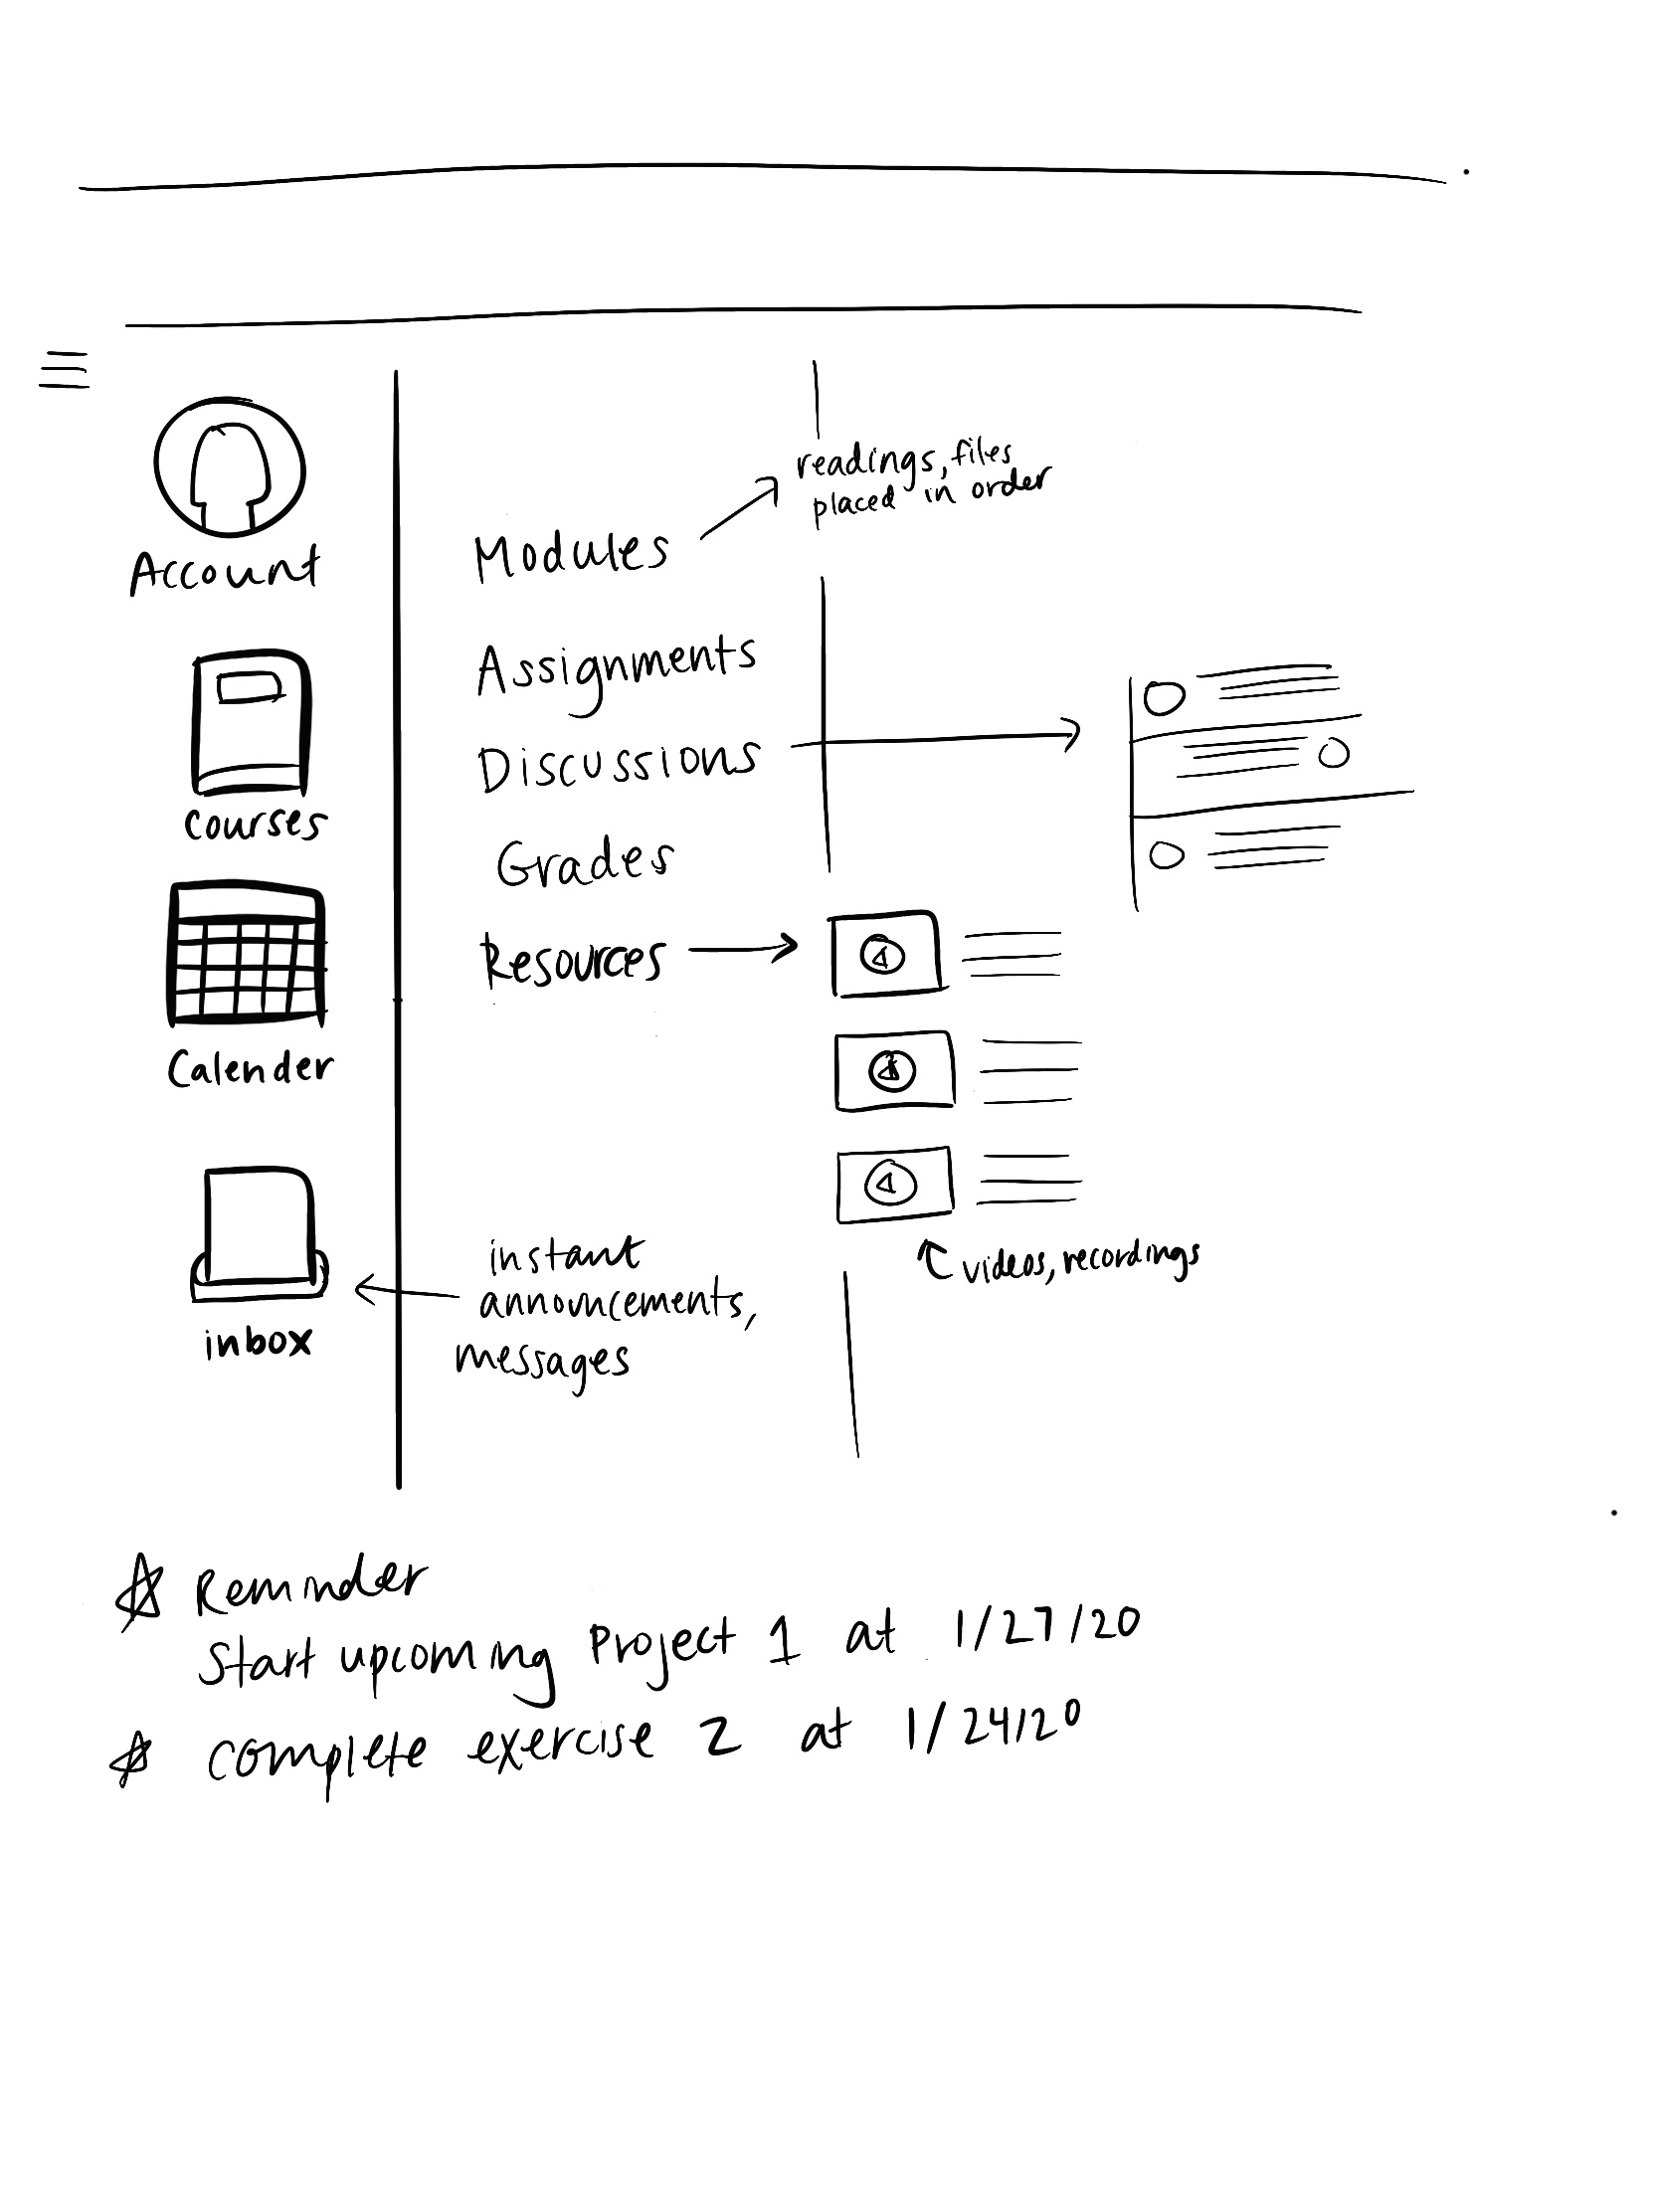 Account
Courses
Calender
inbox
Modules
readings, files
placed in order
Assignments
Discussions
Grades
Resources
videos, recordings
instant
announcements,
messages
Reminder
Start upcoming Project 1 at 1/27/20
complete exercise 2 at 1/24/20